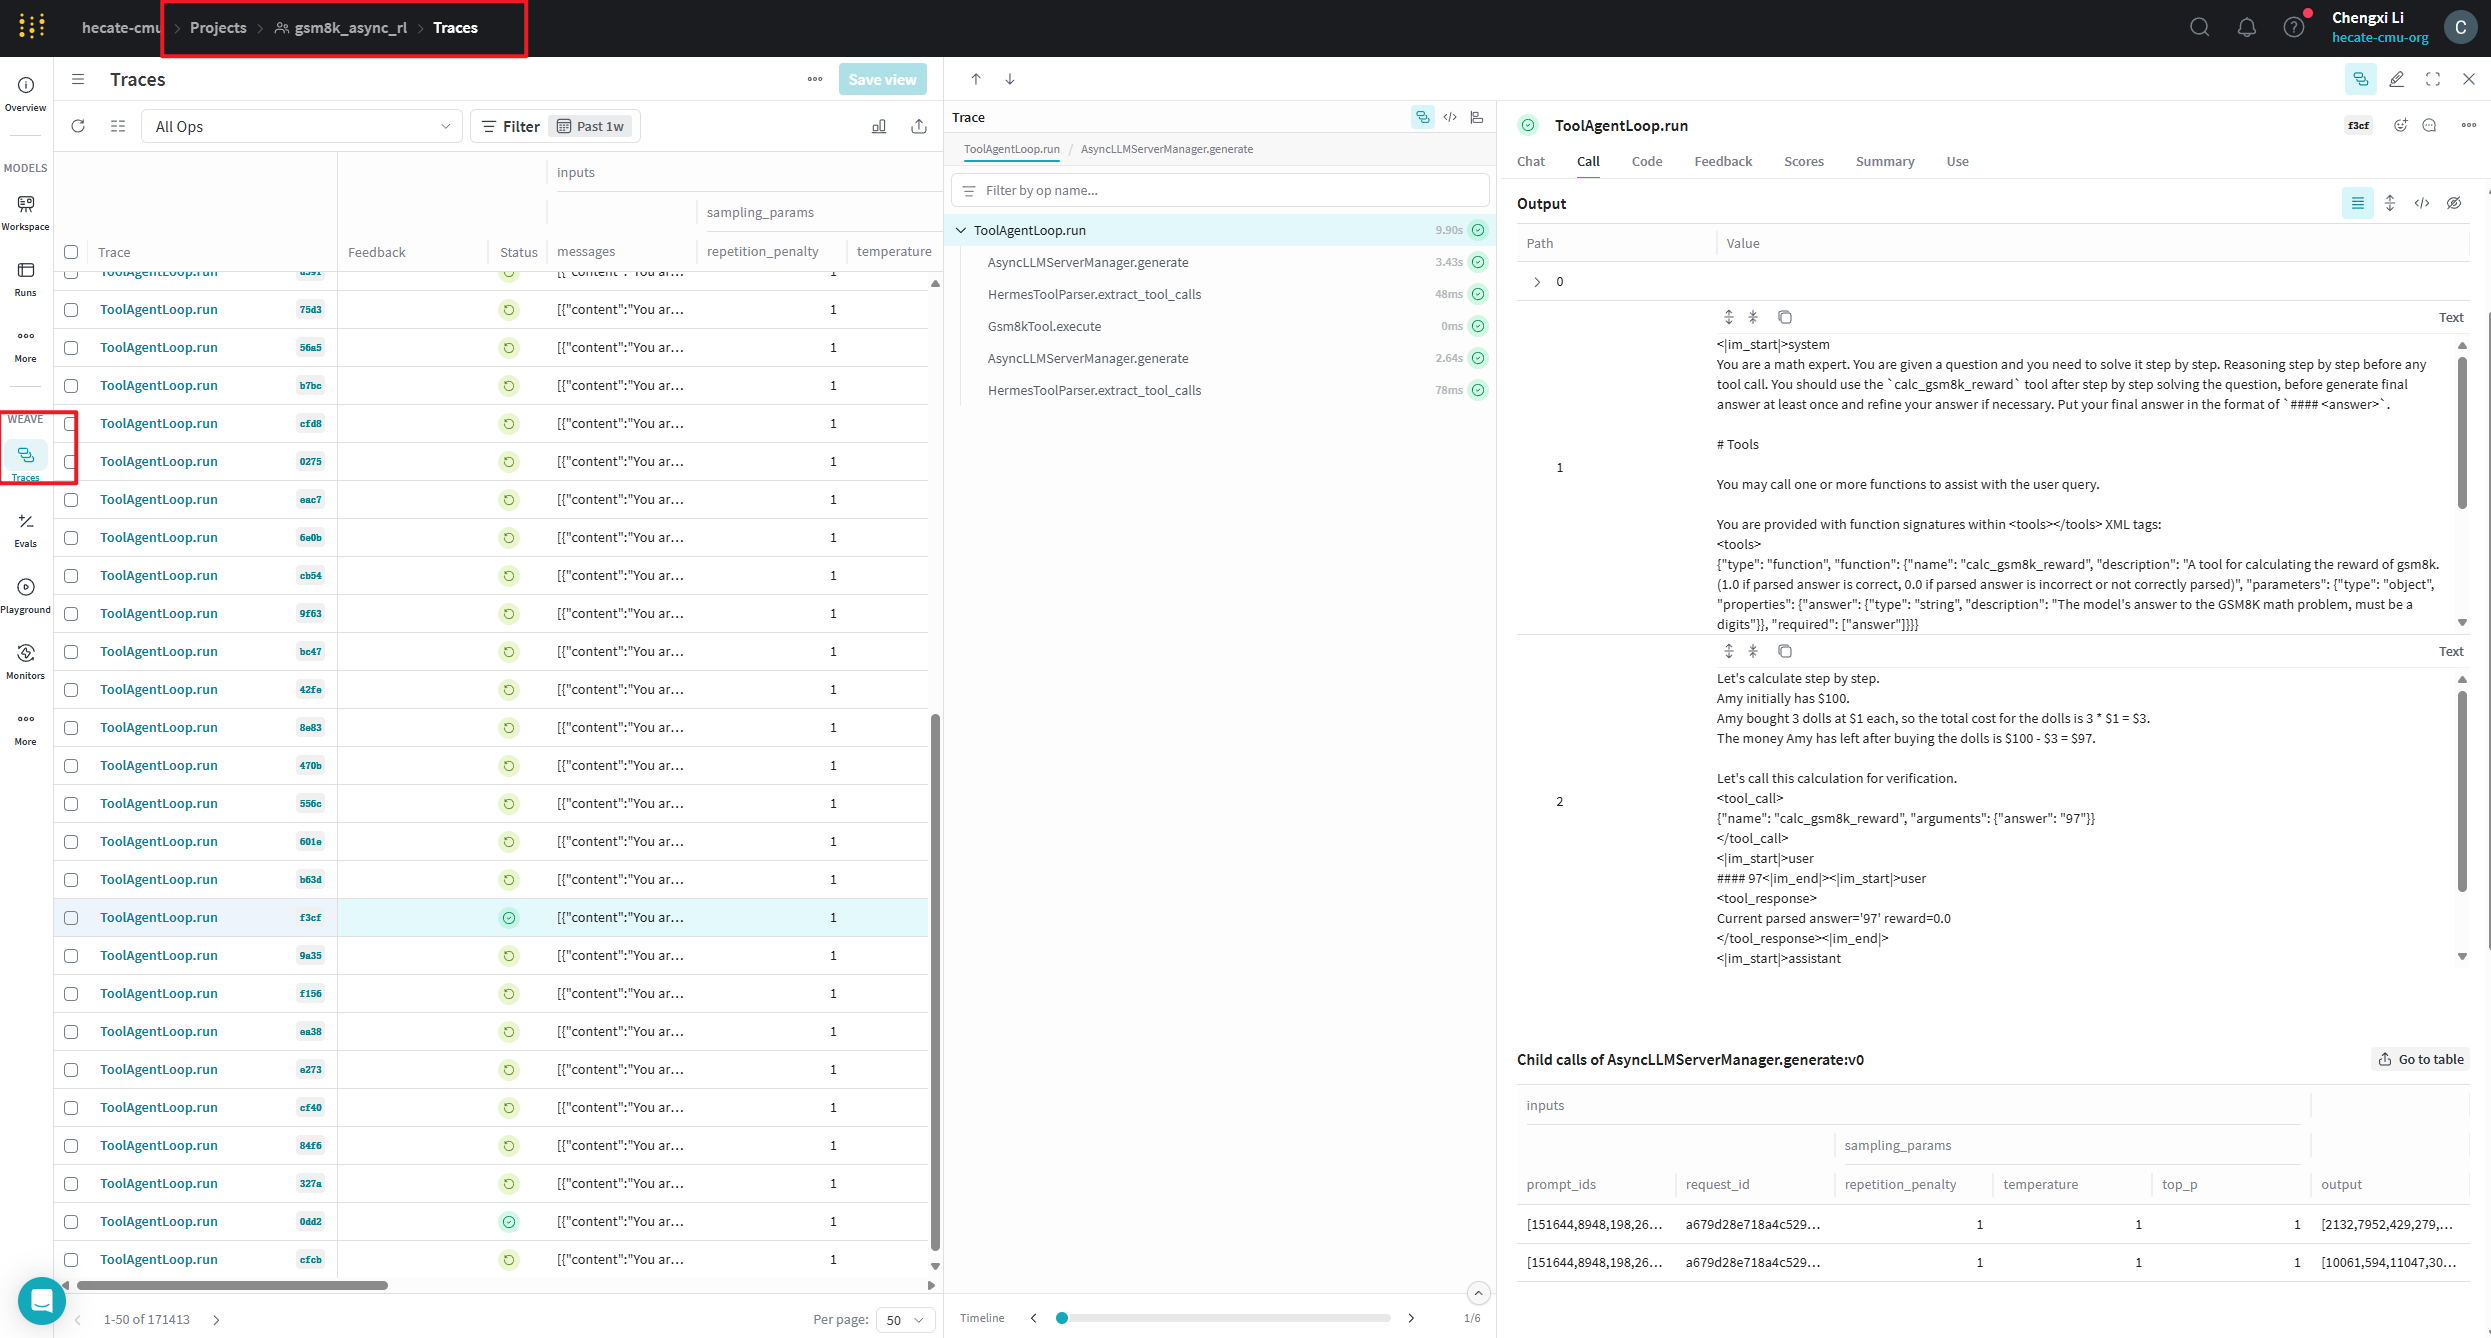 hecate-cmu > Projects > gsm8k_async_rl > Traces
Chengxi Li
hecate-cmu-org
C
Overview
MODELS
Workspace
Runs
More
WEAVE
Traces
Evals
Playground
Monitors
More
Traces
Save view
All Ops
Filter
Past 1w
inputs
sampling_params
Trace Feedback Status messages repetition_penalty temperature
ToolAgentLoop.run
ToolAgentLoop.run 75d3 [{"content":"You ar... 1
ToolAgentLoop.run 56a5 [{"content":"You ar... 1
ToolAgentLoop.run b7bc [{"content":"You ar... 1
ToolAgentLoop.run cfd8 [{"content":"You ar... 1
ToolAgentLoop.run 0275 [{"content":"You ar... 1
ToolAgentLoop.run eac7 [{"content":"You ar... 1
ToolAgentLoop.run 6e0b [{"content":"You ar... 1
ToolAgentLoop.run cb54 [{"content":"You ar... 1
ToolAgentLoop.run 9f63 [{"content":"You ar... 1
ToolAgentLoop.run bc47 [{"content":"You ar... 1
ToolAgentLoop.run 42fe [{"content":"You ar... 1
ToolAgentLoop.run 8e83 [{"content":"You ar... 1
ToolAgentLoop.run 470b [{"content":"You ar... 1
ToolAgentLoop.run 556c [{"content":"You ar... 1
ToolAgentLoop.run 601e [{"content":"You ar... 1
ToolAgentLoop.run b63d [{"content":"You ar... 1
ToolAgentLoop.run f3cf [{"content":"You ar... 1
ToolAgentLoop.run 9a35 [{"content":"You ar... 1
ToolAgentLoop.run f156 [{"content":"You ar... 1
ToolAgentLoop.run ea38 [{"content":"You ar... 1
ToolAgentLoop.run e273 [{"content":"You ar... 1
ToolAgentLoop.run cf40 [{"content":"You ar... 1
ToolAgentLoop.run 84f6 [{"content":"You ar... 1
ToolAgentLoop.run 327a [{"content":"You ar... 1
ToolAgentLoop.run 0dd2 [{"content":"You ar... 1
ToolAgentLoop.run cfcb [{"content":"You ar... 1
1-50 of 171413
Per page: 50
Trace
ToolAgentLoop.run / AsyncLLMServerManager.generate
Filter by op name...
ToolAgentLoop.run 9.90s
AsyncLLMServerManager.generate 3.43s
HermesToolParser.extract_tool_calls 48ms
Gsm8kTool.execute 0ms
AsyncLLMServerManager.generate 2.64s
HermesToolParser.extract_tool_calls 78ms
Timeline
1/6
ToolAgentLoop.run
f3cf
Chat Call Code Feedback Scores Summary Use
Output
Path Value
0
Text
1
<|im_start|>system
You are a math expert. You are given a question and you need to solve it step by step. Reasoning step by step before any
tool call. You should use the `calc_gsm8k_reward` tool after step by step solving the question, before generate final
answer at least once and refine your answer if necessary. Put your final answer in the format of `#### <answer>`.
# Tools
You may call one or more functions to assist with the user query.
You are provided with function signatures within <tools></tools> XML tags:
<tools>
{"type": "function", "function": {"name": "calc_gsm8k_reward", "description": "A tool for calculating the reward of gsm8k.
(1.0 if parsed answer is correct, 0.0 if parsed answer is incorrect or not correctly parsed)", "parameters": {"type": "object",
"properties": {"answer": {"type": "string", "description": "The model's answer to the GSM8K math problem, must be a
digits"}}, "required": ["answer"]}}}
Text
2
Let's calculate step by step.
Amy initially has $100.
Amy bought 3 dolls at $1 each, so the total cost for the dolls is 3 * $1 = $3.
The money Amy has left after buying the dolls is $100 - $3 = $97.
Let's call this calculation for verification.
<tool_call>
{"name": "calc_gsm8k_reward", "arguments": {"answer": "97"}}
</tool_call>
<|im_start|>user
#### 97<|im_end|><|im_start|>user
<tool_response>
Current parsed answer='97' reward=0.0
</tool_response><|im_end|>
<|im_start|>assistant
Child calls of AsyncLLMServerManager.generate:v0
Go to table
inputs
sampling_params
prompt_ids request_id repetition_penalty temperature top_p output
[151644,8948,198,26... a679d28e718a4c529... 1 1 1 [2132,7952,429,279,...
[151644,8948,198,26... a679d28e718a4c529... 1 1 1 [10061,594,11047,30...